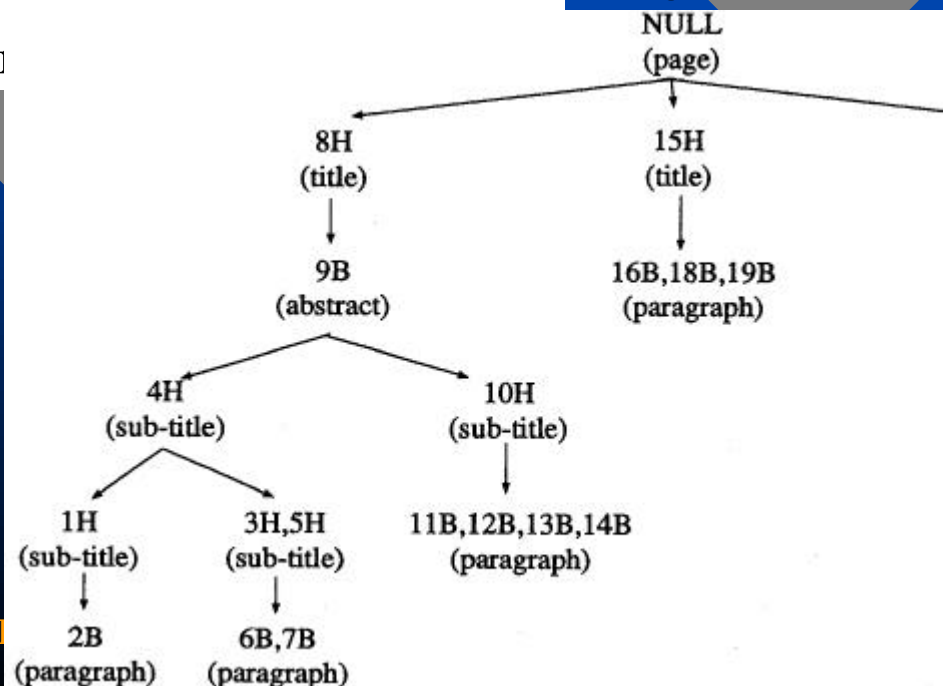 NULL
(page)
8H
(title)
15H
(title)
9B
(abstract)
16B,18B,19B
(paragraph)
4H
(sub-title)
10H
(sub-title)
1H
(sub-title)
3H,5H
(sub-title)
11B,12B,13B,14B
(paragraph)
2B
(paragraph)
6B,7B
(paragraph)